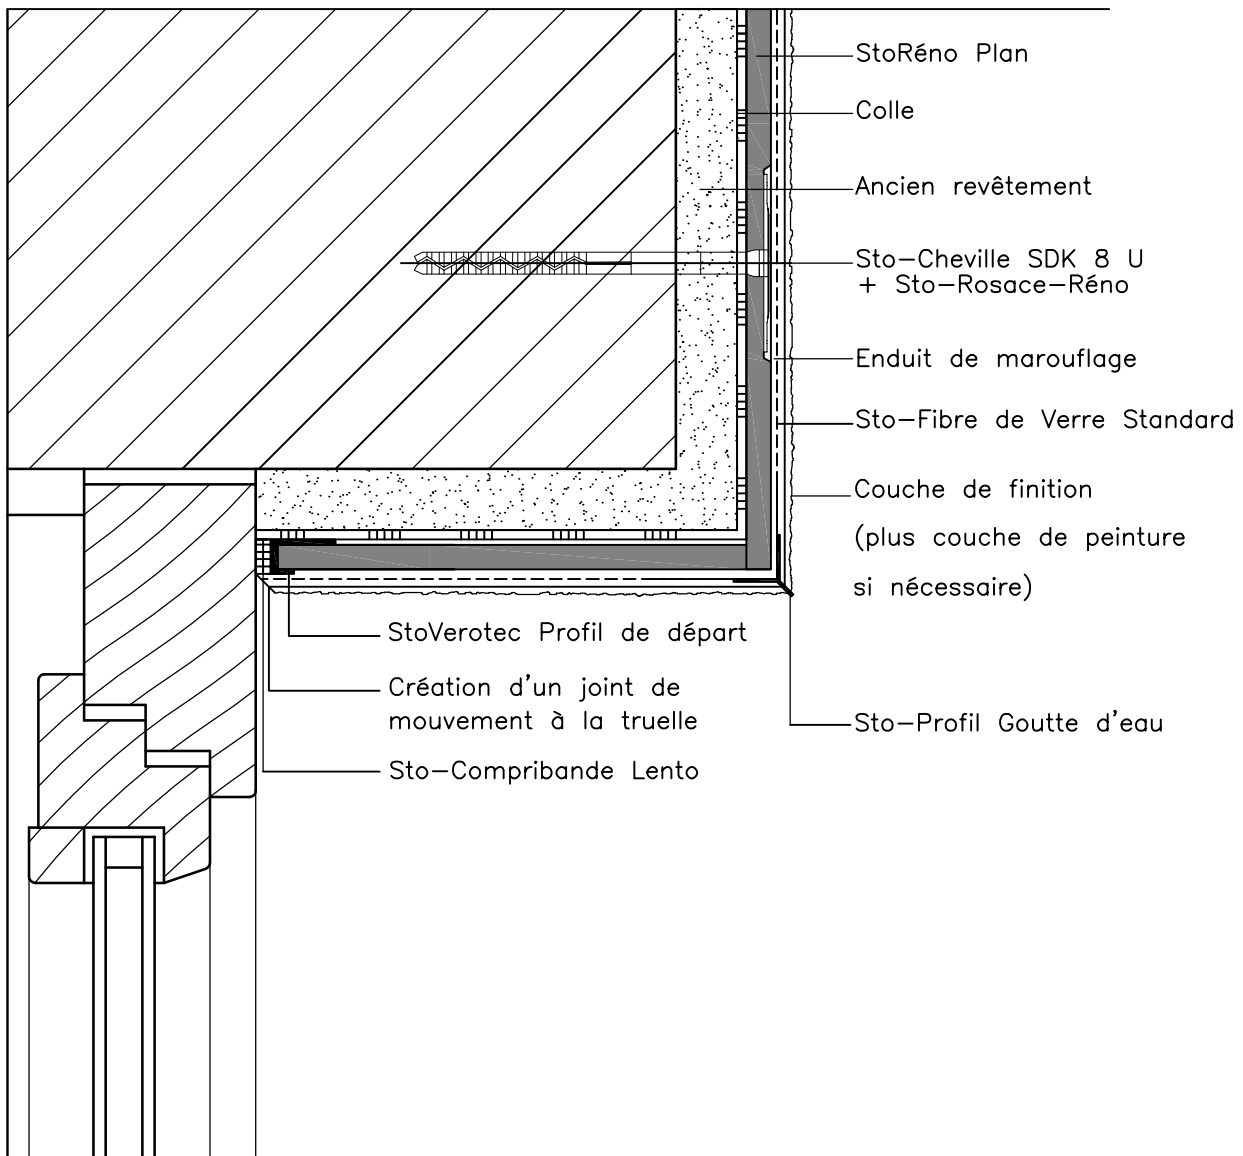 StoRéno Plan
Colle
Ancien revêtement
Sto-Cheville SDK 8 U
+ Sto-Rosace-Réno
Enduit de marouflage
Sto-Fibre de Verre Standard
Couche de finition
(plus couche de peinture
si nécessaire)
StoVerotec Profil de départ
Création d'un joint de
mouvement à la truelle
Sto-Compribande Lento
Sto-Profil Goutte d'eau